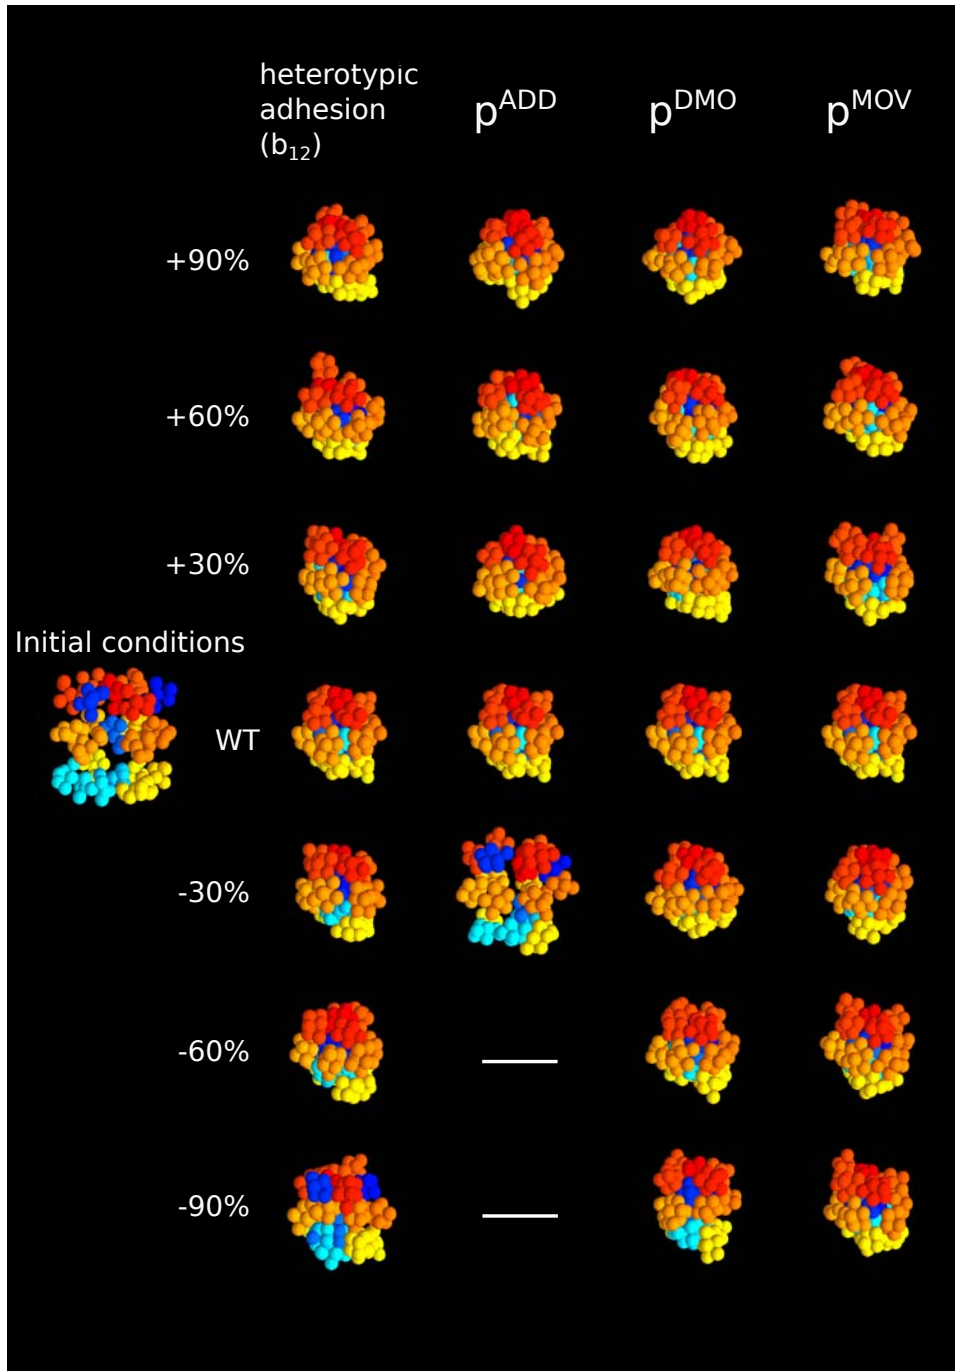 heterotypic
adhesion
(b12)
pADD
pDMO
pMOV
+90%
+60%
+30%
Initial conditions
WT
-30%
-60%
-90%